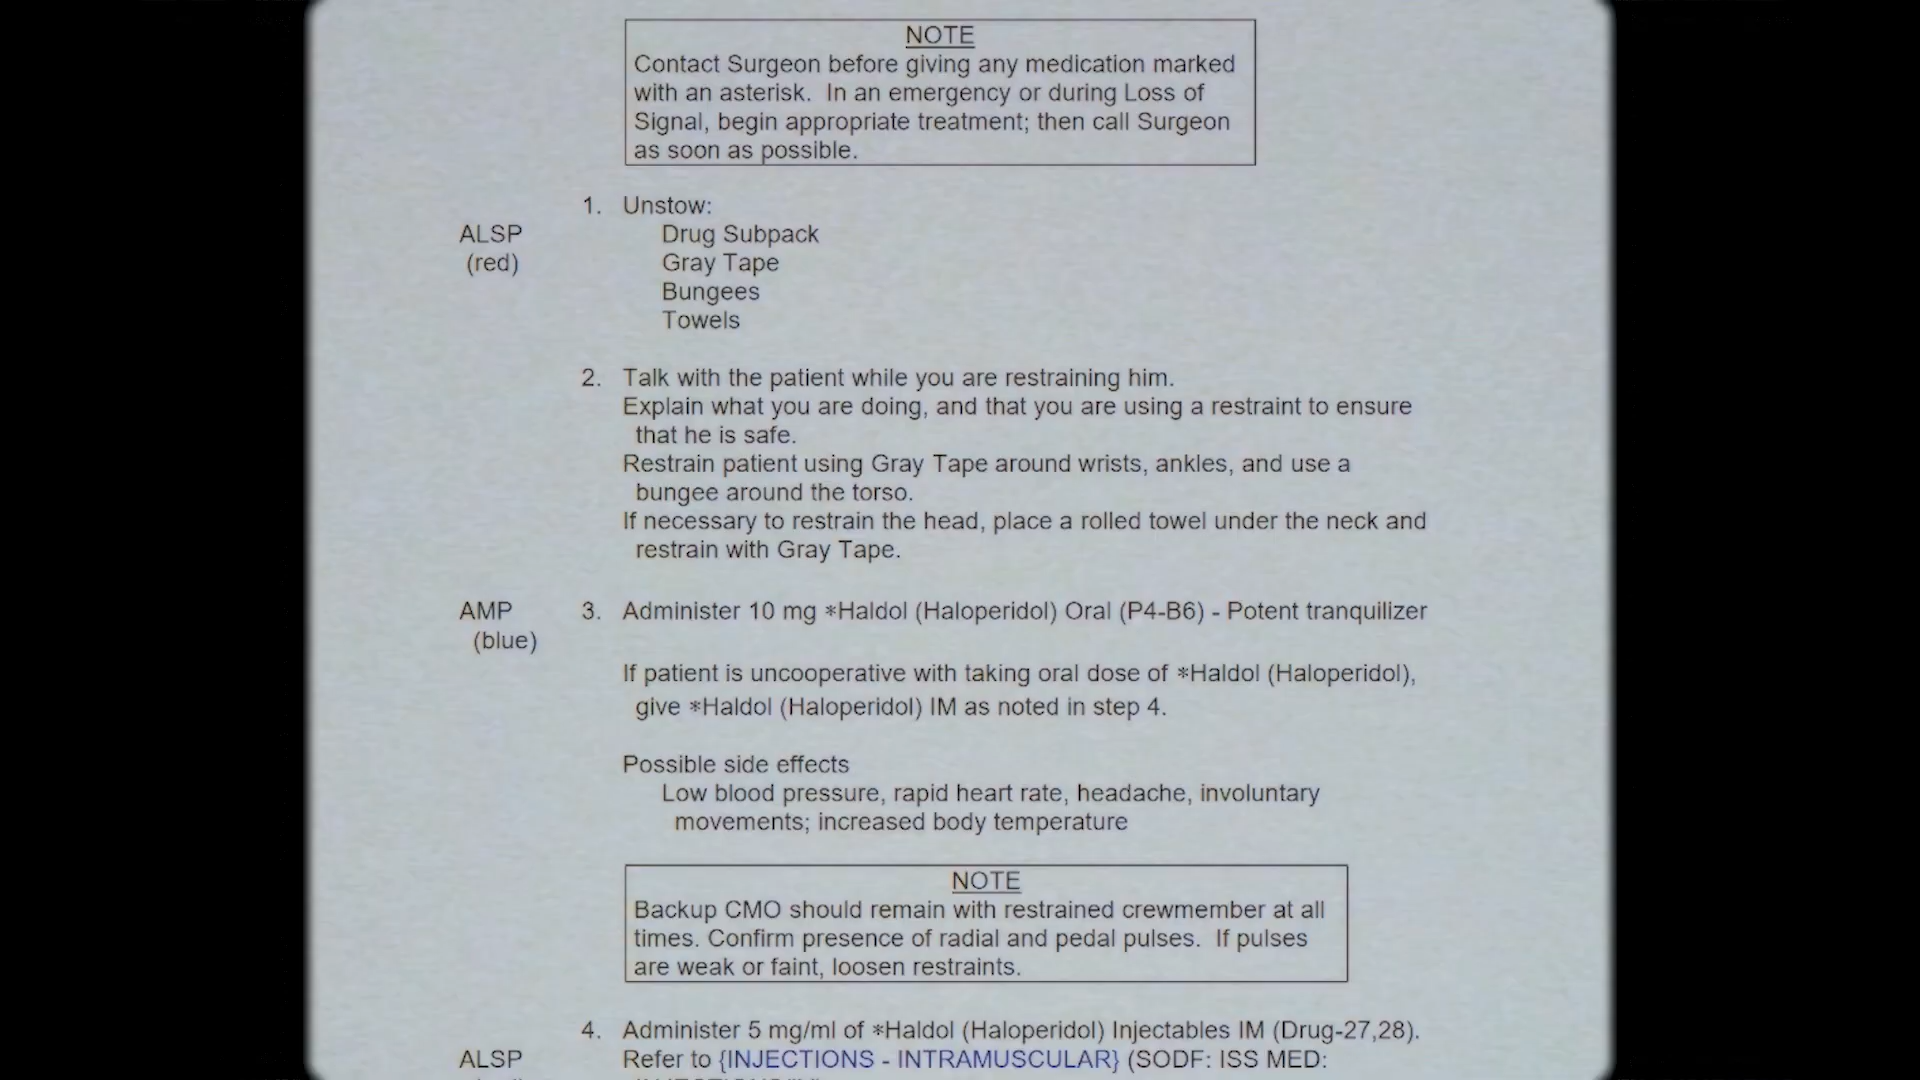 NOTE
Contact Surgeon before giving any medication marked
with an asterisk.  In an emergency or during Loss of
Signal, begin appropriate treatment; then call Surgeon
as soon as possible.
1. Unstow:
ALSP Drug Subpack
(red) Gray Tape
Bungees
Towels
2. Talk with the patient while you are restraining him.
Explain what you are doing, and that you are using a restraint to ensure
that he is safe.
Restrain patient using Gray Tape around wrists, ankles, and use a
bungee around the torso.
If necessary to restrain the head, place a rolled towel under the neck and
restrain with Gray Tape.
AMP 3. Administer 10 mg *Haldol (Haloperidol) Oral (P4-B6) - Potent tranquilizer
(blue)
If patient is uncooperative with taking oral dose of *Haldol (Haloperidol),
give *Haldol (Haloperidol) IM as noted in step 4.
Possible side effects
Low blood pressure, rapid heart rate, headache, involuntary
movements; increased body temperature
NOTE
Backup CMO should remain with restrained crewmember at all
times. Confirm presence of radial and pedal pulses.  If pulses
are weak or faint, loosen restraints.
4. Administer 5 mg/ml of *Haldol (Haloperidol) Injectables IM (Drug-27,28).
ALSP Refer to {INJECTIONS - INTRAMUSCULAR} (SODF: ISS MED: